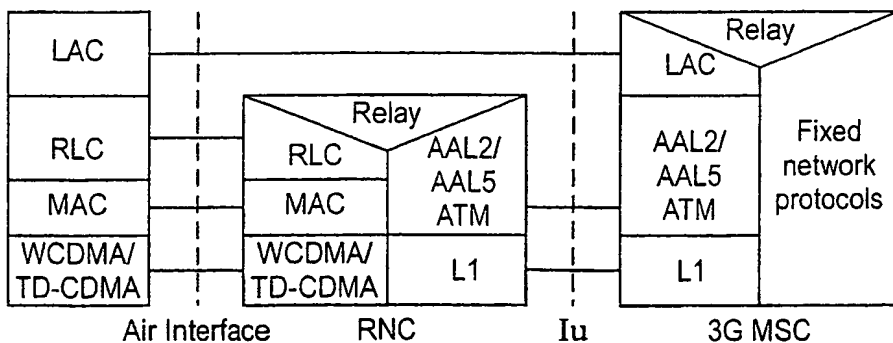 LAC
RLC
MAC
WCDMA/
TD-CDMA
Air Interface
Relay
RLC
MAC
WCDMA/
TD-CDMA
AAL2/
AAL5
ATM
L1
RNC
Iu
Relay
LAC
AAL2/
AAL5
ATM
L1
Fixed
network
protocols
3G MSC